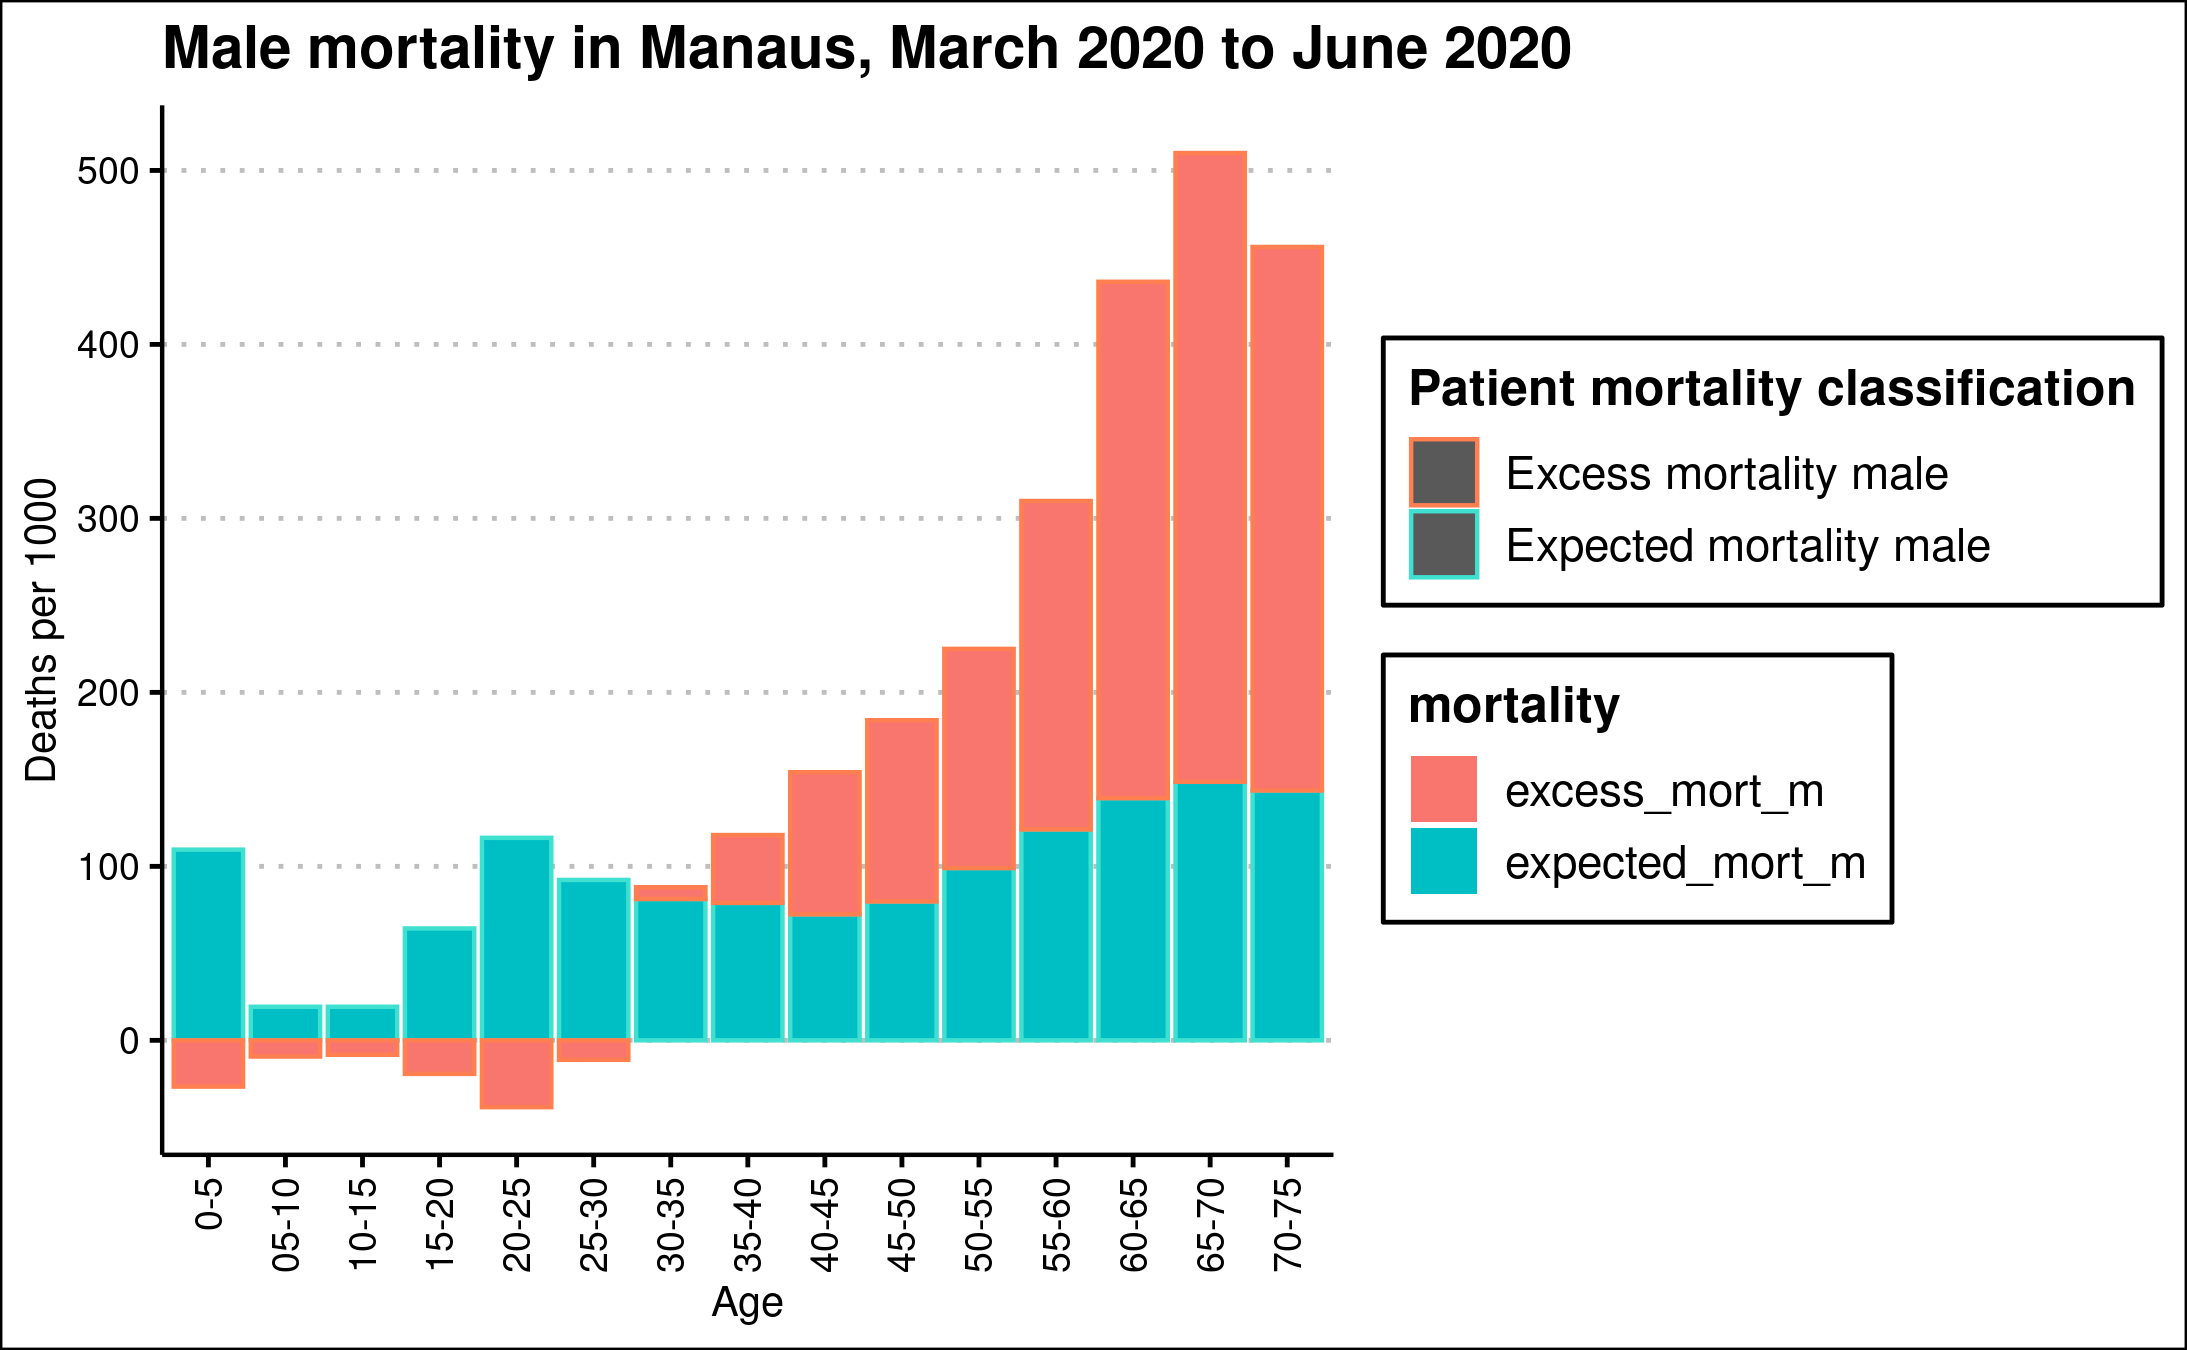 Male mortality in Manaus, March 2020 to June 2020
Deaths per 1000
500
400
300
200
100
0
0-5
05-10
10-15
15-20
20-25
25-30
30-35
35-40
40-45
45-50
50-55
55-60
60-65
65-70
70-75
Age
Patient mortality classification
Excess mortality male
Expected mortality male
mortality
excess_mort_m
expected_mort_m